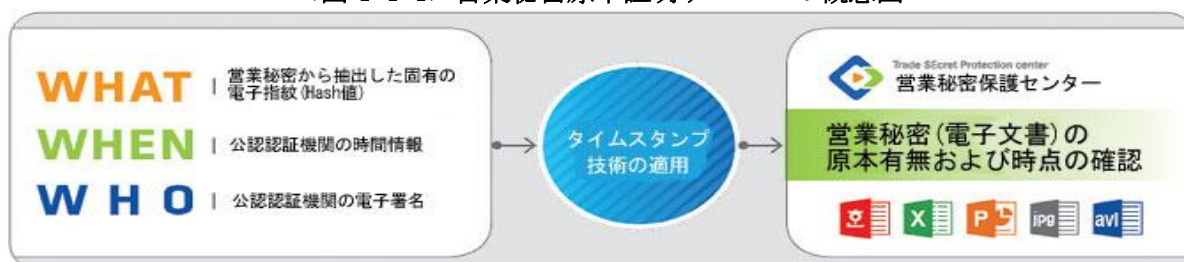 WHAT | 営業秘密から抽出した固有の
電子指紋(Hash値)
WHEN | 公認認証機関の時間情報
WHO | 公認認証機関の電子署名
タイムスタンプ
技術の適用
Trade SEcret Protection center
営業秘密保護センター
営業秘密(電子文書)の
原本有無および時点の確認
호 X P jpg avI